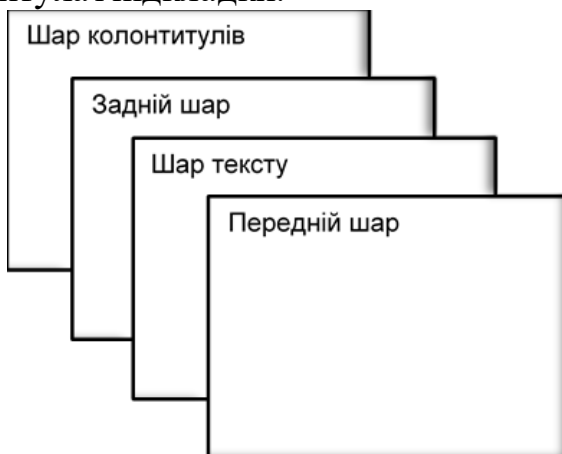 Шар колонтитулів
Задній шар
Шар тексту
Передній шар